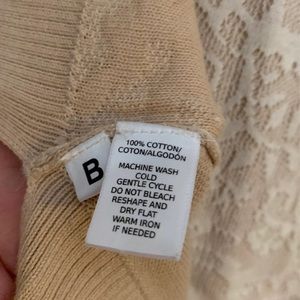 B
100% COTTON/
COTON/ALGODÓN
MACHINE WASH
COLD
GENTLE CYCLE
DO NOT BLEACH
RESHAPE AND
DRY FLAT
WARM IRON
IF NEEDED